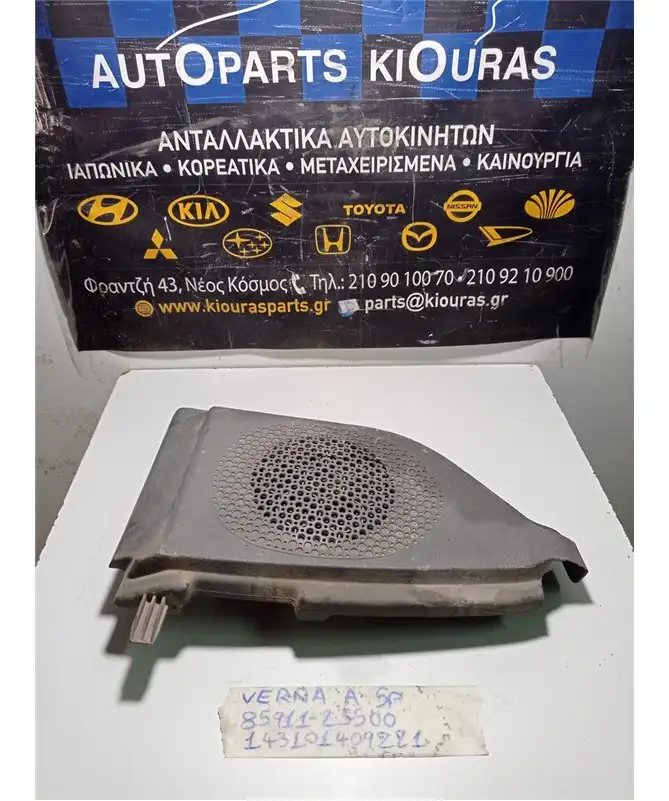 AUTOPARTS KIOURAS
ΑΝΤΑΛΛΑΚΤΙΚΑ ΑΥΤΟΚΙΝΗΤΩΝ
ΙΑΠΩΝΙΚΑ • ΚΟΡΕΑΤΙΚΑ • ΜΕΤΑΧΕΙΡΙΣΜΕΝΑ • ΚΑΙΝΟΥΡΓΙΑ
KIA TOYOTA NISSAN
Φραντζή 43, Νέος Κόσμος Τηλ.: 210 90 100 70 - 210 92 10 900
www.kiourasparts.gr parts@kiouras.gr
VERNA A SP
85911-25500
143101409221